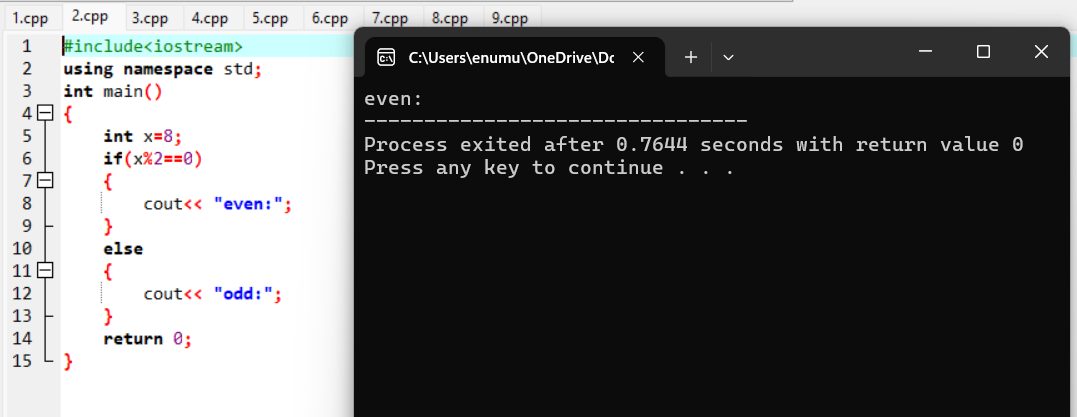 1.cpp 2.cpp 3.cpp 4.cpp 5.cpp 6.cpp 7.cpp 8.cpp 9.cpp
1 #include<iostream>
2 using namespace std;
3 int main()
4 {
5 int x=8;
6 if(x%2==0)
7 {
8 cout<< "even:";
9 }
10 else
11 {
12 cout<< "odd:";
13 }
14 return 0;
15 }
C:\Users\enumu\OneDrive\Dc
even:
--------------------------------
Process exited after 0.7644 seconds with return value 0
Press any key to continue . . .